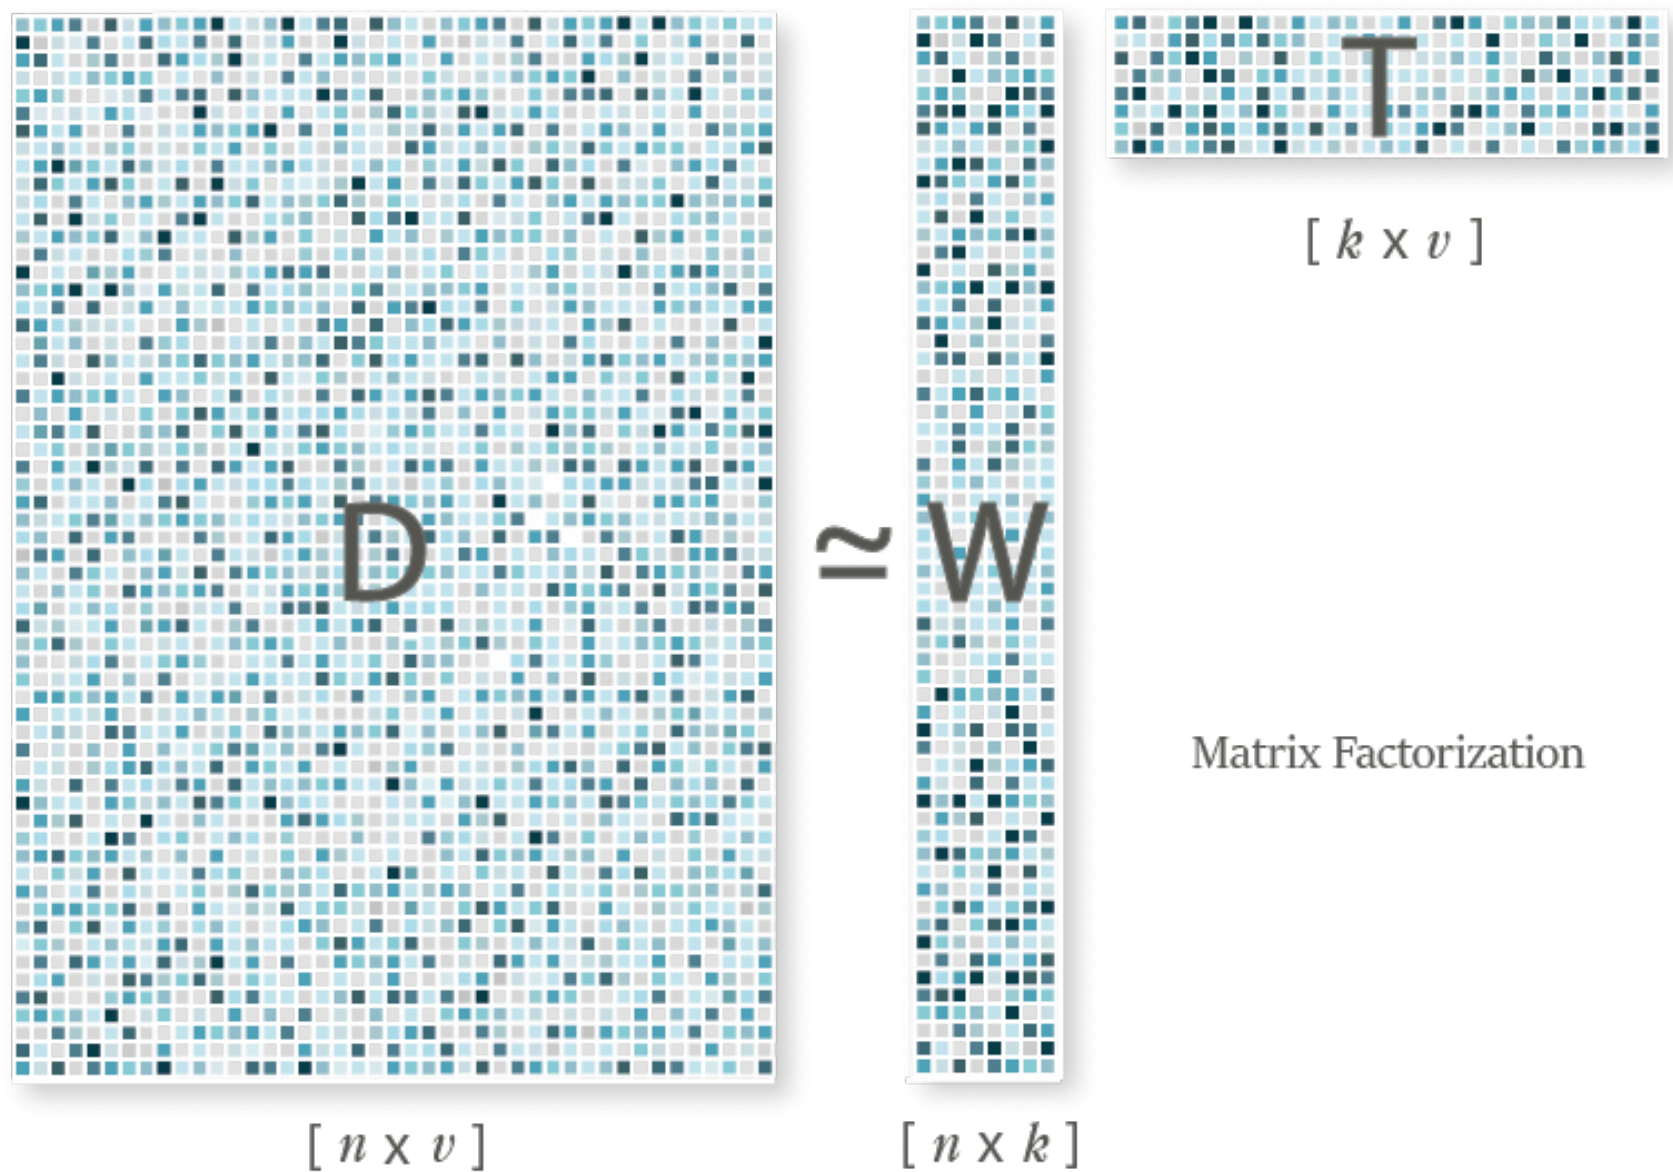 D
≃
W
T
[ k x v ]
Matrix Factorization
[ n x v ]
[ n x k ]